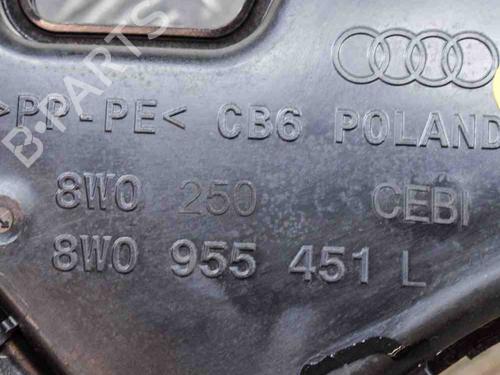 >PP-PE< CB6 POLAND
8W0 250 CEBI
8W0 955 451 L
B-PARTS